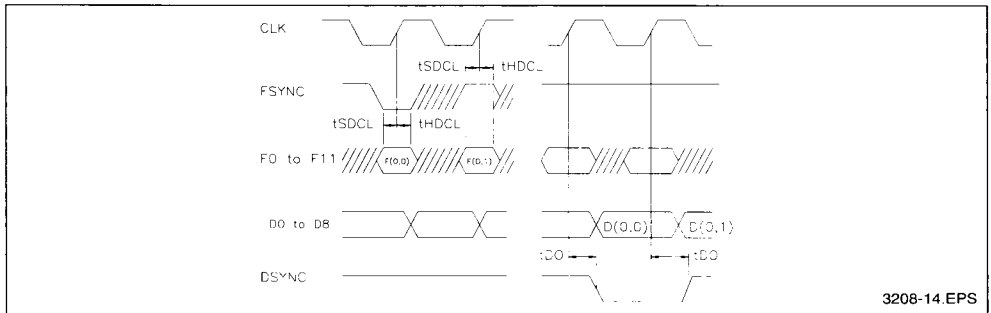 CLK
tSDCL tHDCL
FSYNC
tSDCL tHDCL
F0 to F11 F(0,0) F(0,1)
D0 to D8 D(0,0) D(0,1)
tDO tDO
DSYNC
3208-14.EPS